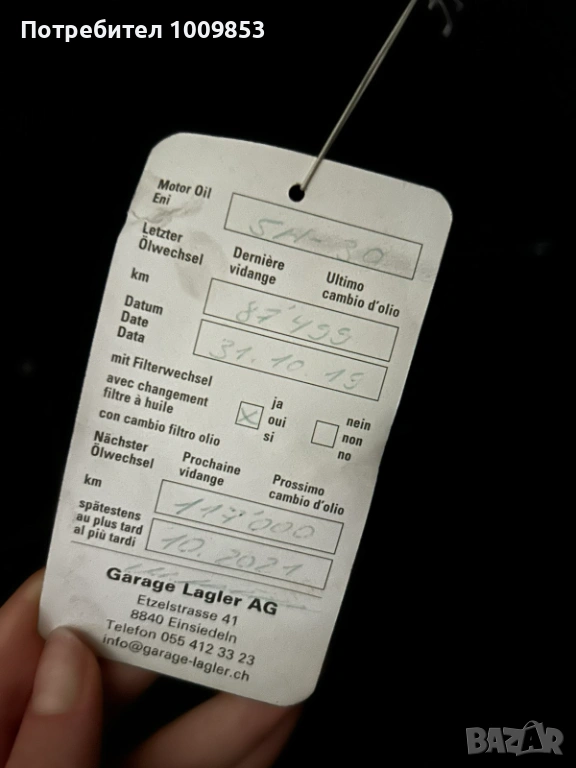 Потребител 1009853
Motor Oil
Eni
Letzter
Ölwechsel
Dernière
vidange
Ultimo
cambio d'olio
km
87'499
Datum
Date
Data
31.10.19
mit Filterwechsel
avec changement
filtre à huile
con cambio filtro olio
X
ja
oui
si
nein
non
no
Nächster
Ölwechsel
Prochaine
vidange
Prossimo
cambio d'olio
km
117'000
spätestens
au plus tard
al più tardi
10.2021
Garage Lagler AG
Etzelstrasse 41
8840 Einsiedeln
Telefon 055 412 33 23
info@garage-lagler.ch
BAZAR